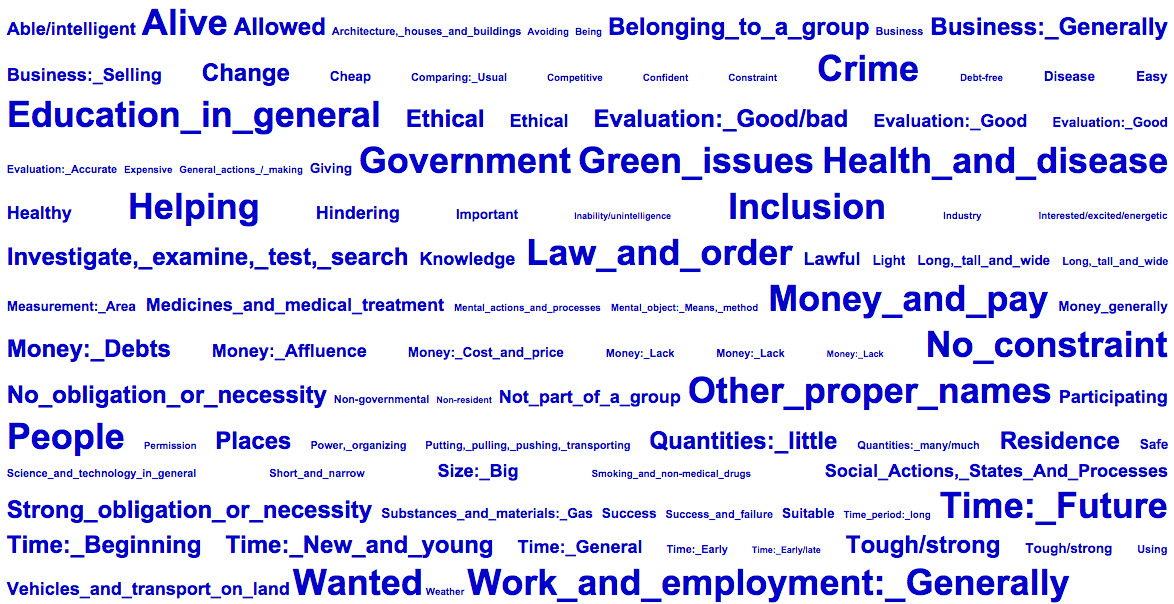 Able/intelligent Alive Allowed Architecture,_houses_and_buildings Avoiding Being Belonging_to_a_group Business Business:_Generally
Business:_Selling Change Cheap Comparing:_Usual Competitive Confident Constraint Crime Debt-free Disease Easy
Education_in_general Ethical Ethical Evaluation:_Good/bad Evaluation:_Good Evaluation:_Good
Evaluation:_Accurate Expensive General_actions_/_making Giving Government Green_issues Health_and_disease
Healthy Helping Hindering Important Inability/unintelligence Inclusion Industry Interested/excited/energetic
Investigate,_examine,_test,_search Knowledge Law_and_order Lawful Light Long,_tall_and_wide Long,_tall_and_wide
Measurement:_Area Medicines_and_medical_treatment Mental_actions_and_processes Mental_object:_Means,_method Money_and_pay Money_generally
Money:_Debts Money:_Affluence Money:_Cost_and_price Money:_Lack Money:_Lack Money:_Lack No_constraint
No_obligation_or_necessity Non-governmental Non-resident Not_part_of_a_group Other_proper_names Participating
People Permission Places Power,_organizing Putting,_pulling,_pushing,_transporting Quantities:_little Quantities:_many/much Residence Safe
Science_and_technology_in_general Short_and_narrow Size:_Big Smoking_and_non-medical_drugs Social_Actions,_States_And_Processes
Strong_obligation_or_necessity Substances_and_materials:_Gas Success Success_and_failure Suitable Time_period:_long Time:_Future
Time:_Beginning Time:_New_and_young Time:_General Time:_Early Time:_Early/late Tough/strong Tough/strong Using
Vehicles_and_transport_on_land Wanted Weather Work_and_employment:_Generally